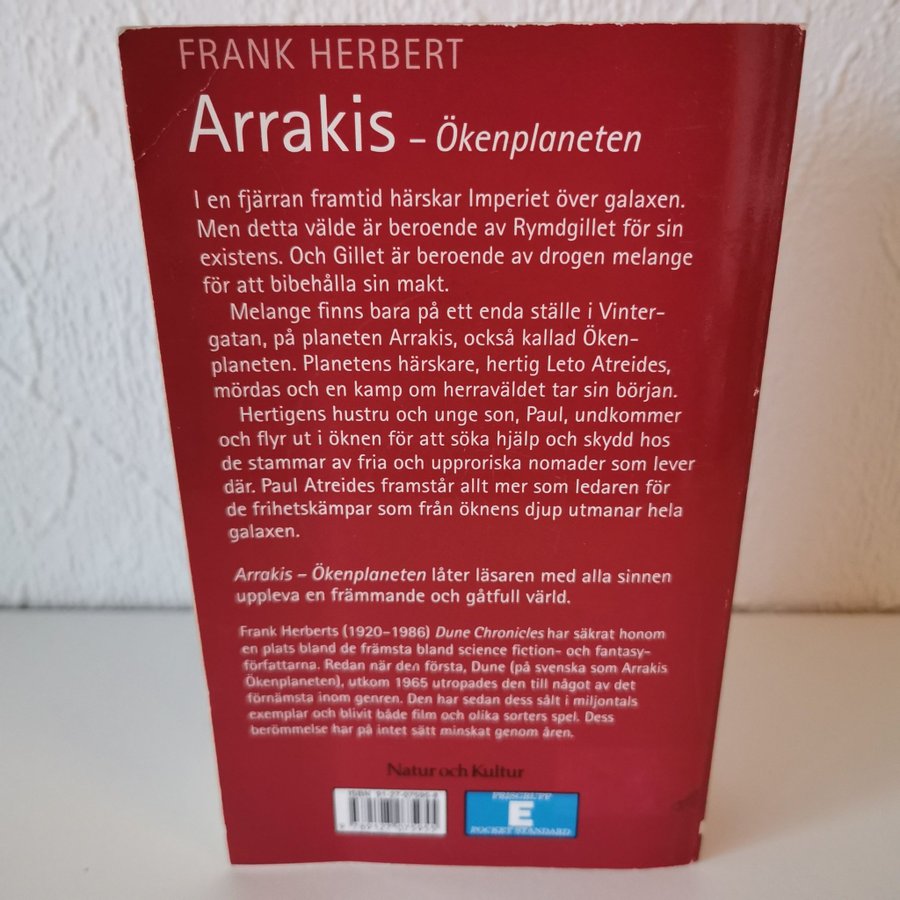 FRANK HERBERT
Arrakis – Ökenplaneten
I en fjärran framtid härskar Imperiet över galaxen.
Men detta välde är beroende av Rymdgillet för sin
existens. Och Gillet är beroende av drogen melange
för att bibehålla sin makt.
Melange finns bara på ett enda ställe i Vinter-
gatan, på planeten Arrakis, också kallad Öken-
planeten. Planetens härskare, hertig Leto Atreides,
mördas och en kamp om herraväldet tar sin början.
Hertigens hustru och unge son, Paul, undkommer
och flyr ut i öknen för att söka hjälp och skydd hos
de stammar av fria och upproriska nomader som lever
där. Paul Atreides framstår allt mer som ledaren för
de frihetskämpar som från öknens djup utmanar hela
galaxen.
Arrakis – Ökenplaneten låter läsaren med alla sinnen
uppleva en främmande och gåtfull värld.
Frank Herberts (1920–1986) Dune Chronicles har säkrat honom
en plats bland de främsta bland science fiction- och fantasy-
författarna. Redan när den första, Dune (på svenska som Arrakis
Ökenplaneten), utkom 1965 utropades den till något av det
förnämsta inom genren. Den har sedan dess sålt i miljontals
exemplar och blivit både film och olika sorters spel. Dess
berömmelse har på intet sätt minskat genom åren.
Natur och Kultur
ISBN
PRISGRUPP
E
POCKET STANDARD